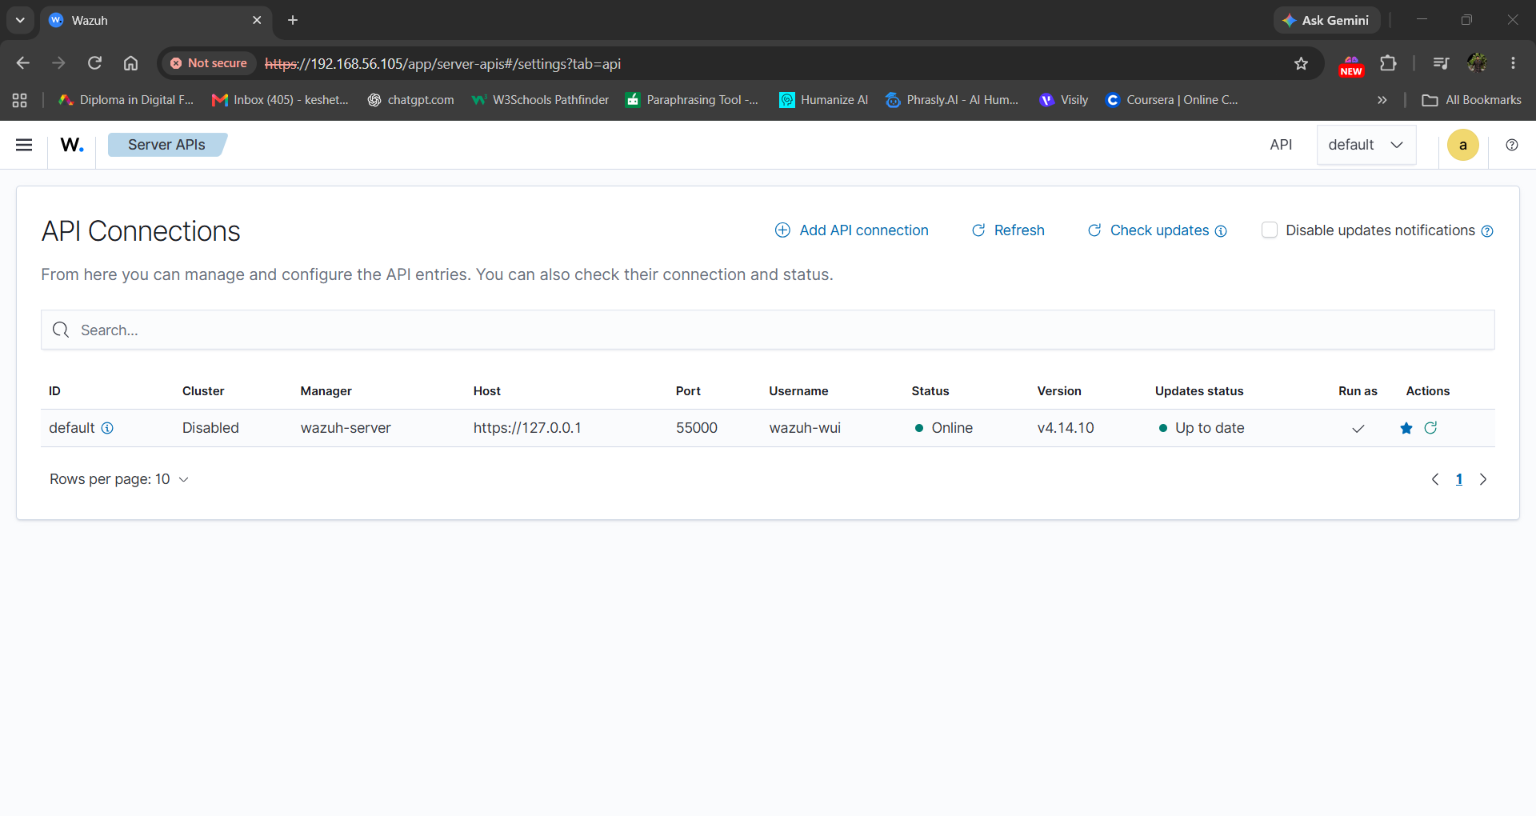 Wazuh
Ask Gemini
Not secure https://192.168.56.105/app/server-apis#/settings?tab=api
NEW
Diploma in Digital F... Inbox (405) - keshet... chatgpt.com W3Schools Pathfinder Paraphrasing Tool -... Humanize AI Phrasly.AI - AI Hum... Visily Coursera | Online C... » All Bookmarks
W. Server APIs API default a
API Connections Add API connection Refresh Check updates Disable updates notifications
From here you can manage and configure the API entries. You can also check their connection and status.
Search...
ID Cluster Manager Host Port Username Status Version Updates status Run as Actions
default Disabled wazuh-server https://127.0.0.1 55000 wazuh-wui Online v4.14.10 Up to date
Rows per page: 10 1